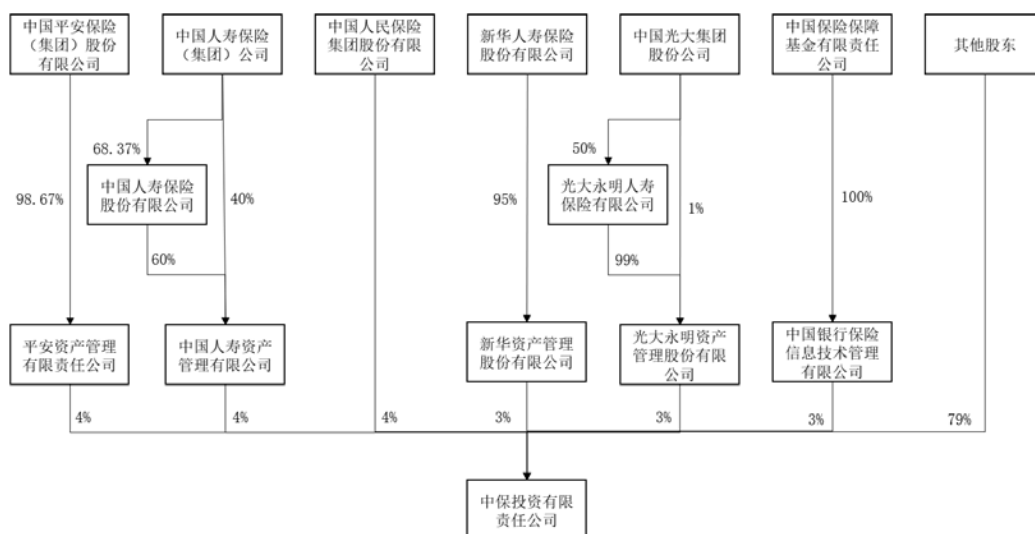 中国平安保险
（集团）股份
有限公司
中国人寿保险
（集团）公司
中国人民保险
集团股份有限
公司
新华人寿保险
股份有限公司
中国光大集团
股份公司
中国保险保障
基金有限责任
公司
其他股东
68.37%
50%
中国人寿保险
股份有限公司
光大永明人寿
保险有限公司
98.67%
40%
95%
1%
100%
60%
99%
平安资产管理
有限责任公司
中国人寿资产
管理有限公司
新华资产管理
股份有限公司
光大永明资产
管理股份有限
公司
中国银行保险
信息技术管理
有限公司
4%
4%
4%
3%
3%
3%
79%
中保投资有限
责任公司